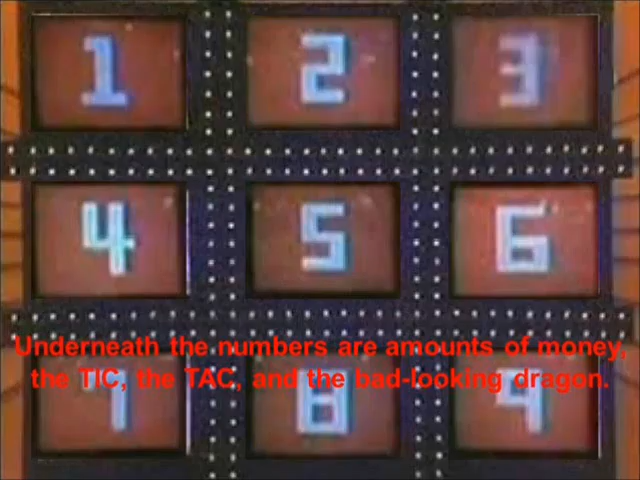 1 2 3
4 5 6
Underneath the numbers are amounts of money,
the TIC, the TAC, and the bad-looking dragon.
7 8 9